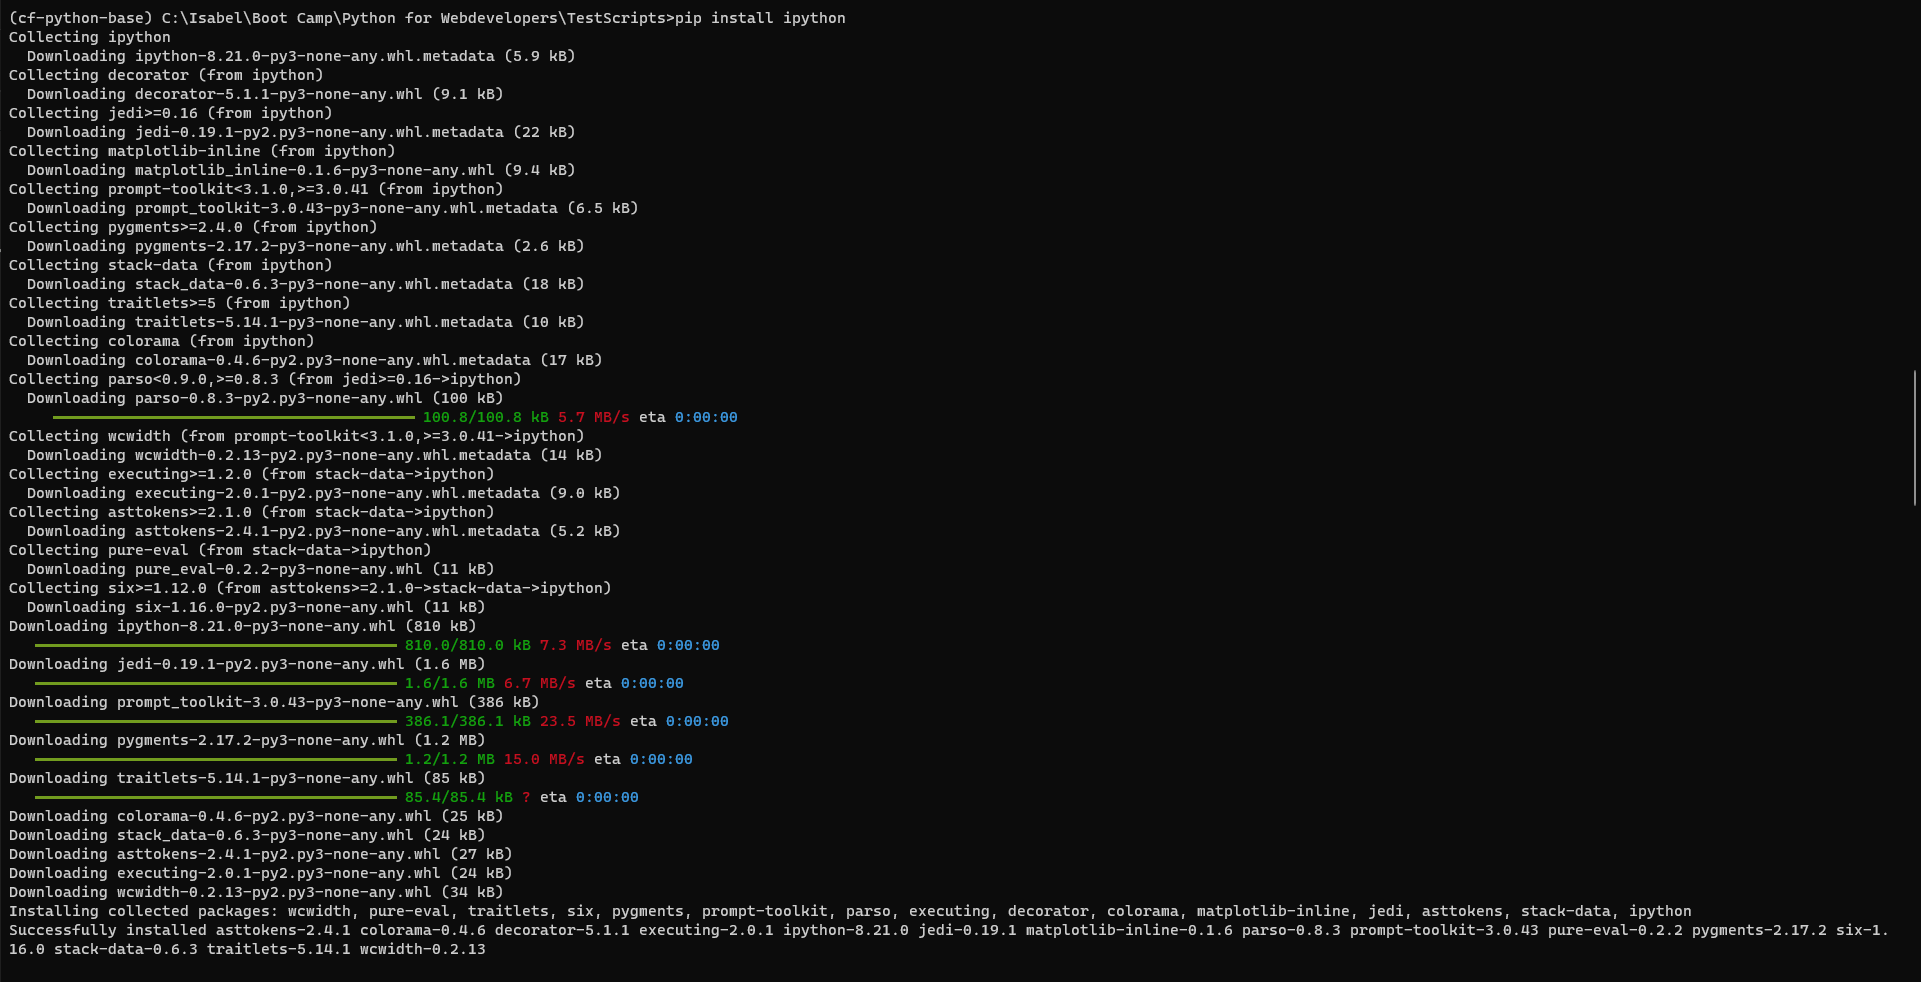 (cf-python-base) C:\Isabel\Boot Camp\Python for Webdevelopers\TestScripts>pip install ipython
Collecting ipython
  Downloading ipython-8.21.0-py3-none-any.whl.metadata (5.9 kB)
Collecting decorator (from ipython)
  Downloading decorator-5.1.1-py3-none-any.whl (9.1 kB)
Collecting jedi>=0.16 (from ipython)
  Downloading jedi-0.19.1-py2.py3-none-any.whl.metadata (22 kB)
Collecting matplotlib-inline (from ipython)
  Downloading matplotlib_inline-0.1.6-py3-none-any.whl (9.4 kB)
Collecting prompt-toolkit<3.1.0,>=3.0.41 (from ipython)
  Downloading prompt_toolkit-3.0.43-py3-none-any.whl.metadata (6.5 kB)
Collecting pygments>=2.4.0 (from ipython)
  Downloading pygments-2.17.2-py3-none-any.whl.metadata (2.6 kB)
Collecting stack-data (from ipython)
  Downloading stack_data-0.6.3-py3-none-any.whl.metadata (18 kB)
Collecting traitlets>=5 (from ipython)
  Downloading traitlets-5.14.1-py3-none-any.whl.metadata (10 kB)
Collecting colorama (from ipython)
  Downloading colorama-0.4.6-py2.py3-none-any.whl.metadata (17 kB)
Collecting parso<0.9.0,>=0.8.3 (from jedi>=0.16->ipython)
  Downloading parso-0.8.3-py2.py3-none-any.whl (100 kB)
100.8/100.8 kB 5.7 MB/s eta 0:00:00
Collecting wcwidth (from prompt-toolkit<3.1.0,>=3.0.41->ipython)
  Downloading wcwidth-0.2.13-py2.py3-none-any.whl.metadata (14 kB)
Collecting executing>=1.2.0 (from stack-data->ipython)
  Downloading executing-2.0.1-py2.py3-none-any.whl.metadata (9.0 kB)
Collecting asttokens>=2.1.0 (from stack-data->ipython)
  Downloading asttokens-2.4.1-py2.py3-none-any.whl.metadata (5.2 kB)
Collecting pure-eval (from stack-data->ipython)
  Downloading pure_eval-0.2.2-py3-none-any.whl (11 kB)
Collecting six>=1.12.0 (from asttokens>=2.1.0->stack-data->ipython)
  Downloading six-1.16.0-py2.py3-none-any.whl (11 kB)
Downloading ipython-8.21.0-py3-none-any.whl (810 kB)
810.0/810.0 kB 7.3 MB/s eta 0:00:00
Downloading jedi-0.19.1-py2.py3-none-any.whl (1.6 MB)
1.6/1.6 MB 6.7 MB/s eta 0:00:00
Downloading prompt_toolkit-3.0.43-py3-none-any.whl (386 kB)
386.1/386.1 kB 23.5 MB/s eta 0:00:00
Downloading pygments-2.17.2-py3-none-any.whl (1.2 MB)
1.2/1.2 MB 15.0 MB/s eta 0:00:00
Downloading traitlets-5.14.1-py3-none-any.whl (85 kB)
85.4/85.4 kB ? eta 0:00:00
Downloading colorama-0.4.6-py2.py3-none-any.whl (25 kB)
Downloading stack_data-0.6.3-py3-none-any.whl (24 kB)
Downloading asttokens-2.4.1-py2.py3-none-any.whl (27 kB)
Downloading executing-2.0.1-py2.py3-none-any.whl (24 kB)
Downloading wcwidth-0.2.13-py2.py3-none-any.whl (34 kB)
Installing collected packages: wcwidth, pure-eval, traitlets, six, pygments, prompt-toolkit, parso, executing, decorator, colorama, matplotlib-inline, jedi, asttokens, stack-data, ipython
Successfully installed asttokens-2.4.1 colorama-0.4.6 decorator-5.1.1 executing-2.0.1 ipython-8.21.0 jedi-0.19.1 matplotlib-inline-0.1.6 parso-0.8.3 prompt-toolkit-3.0.43 pure-eval-0.2.2 pygments-2.17.2 six-1.
16.0 stack-data-0.6.3 traitlets-5.14.1 wcwidth-0.2.13